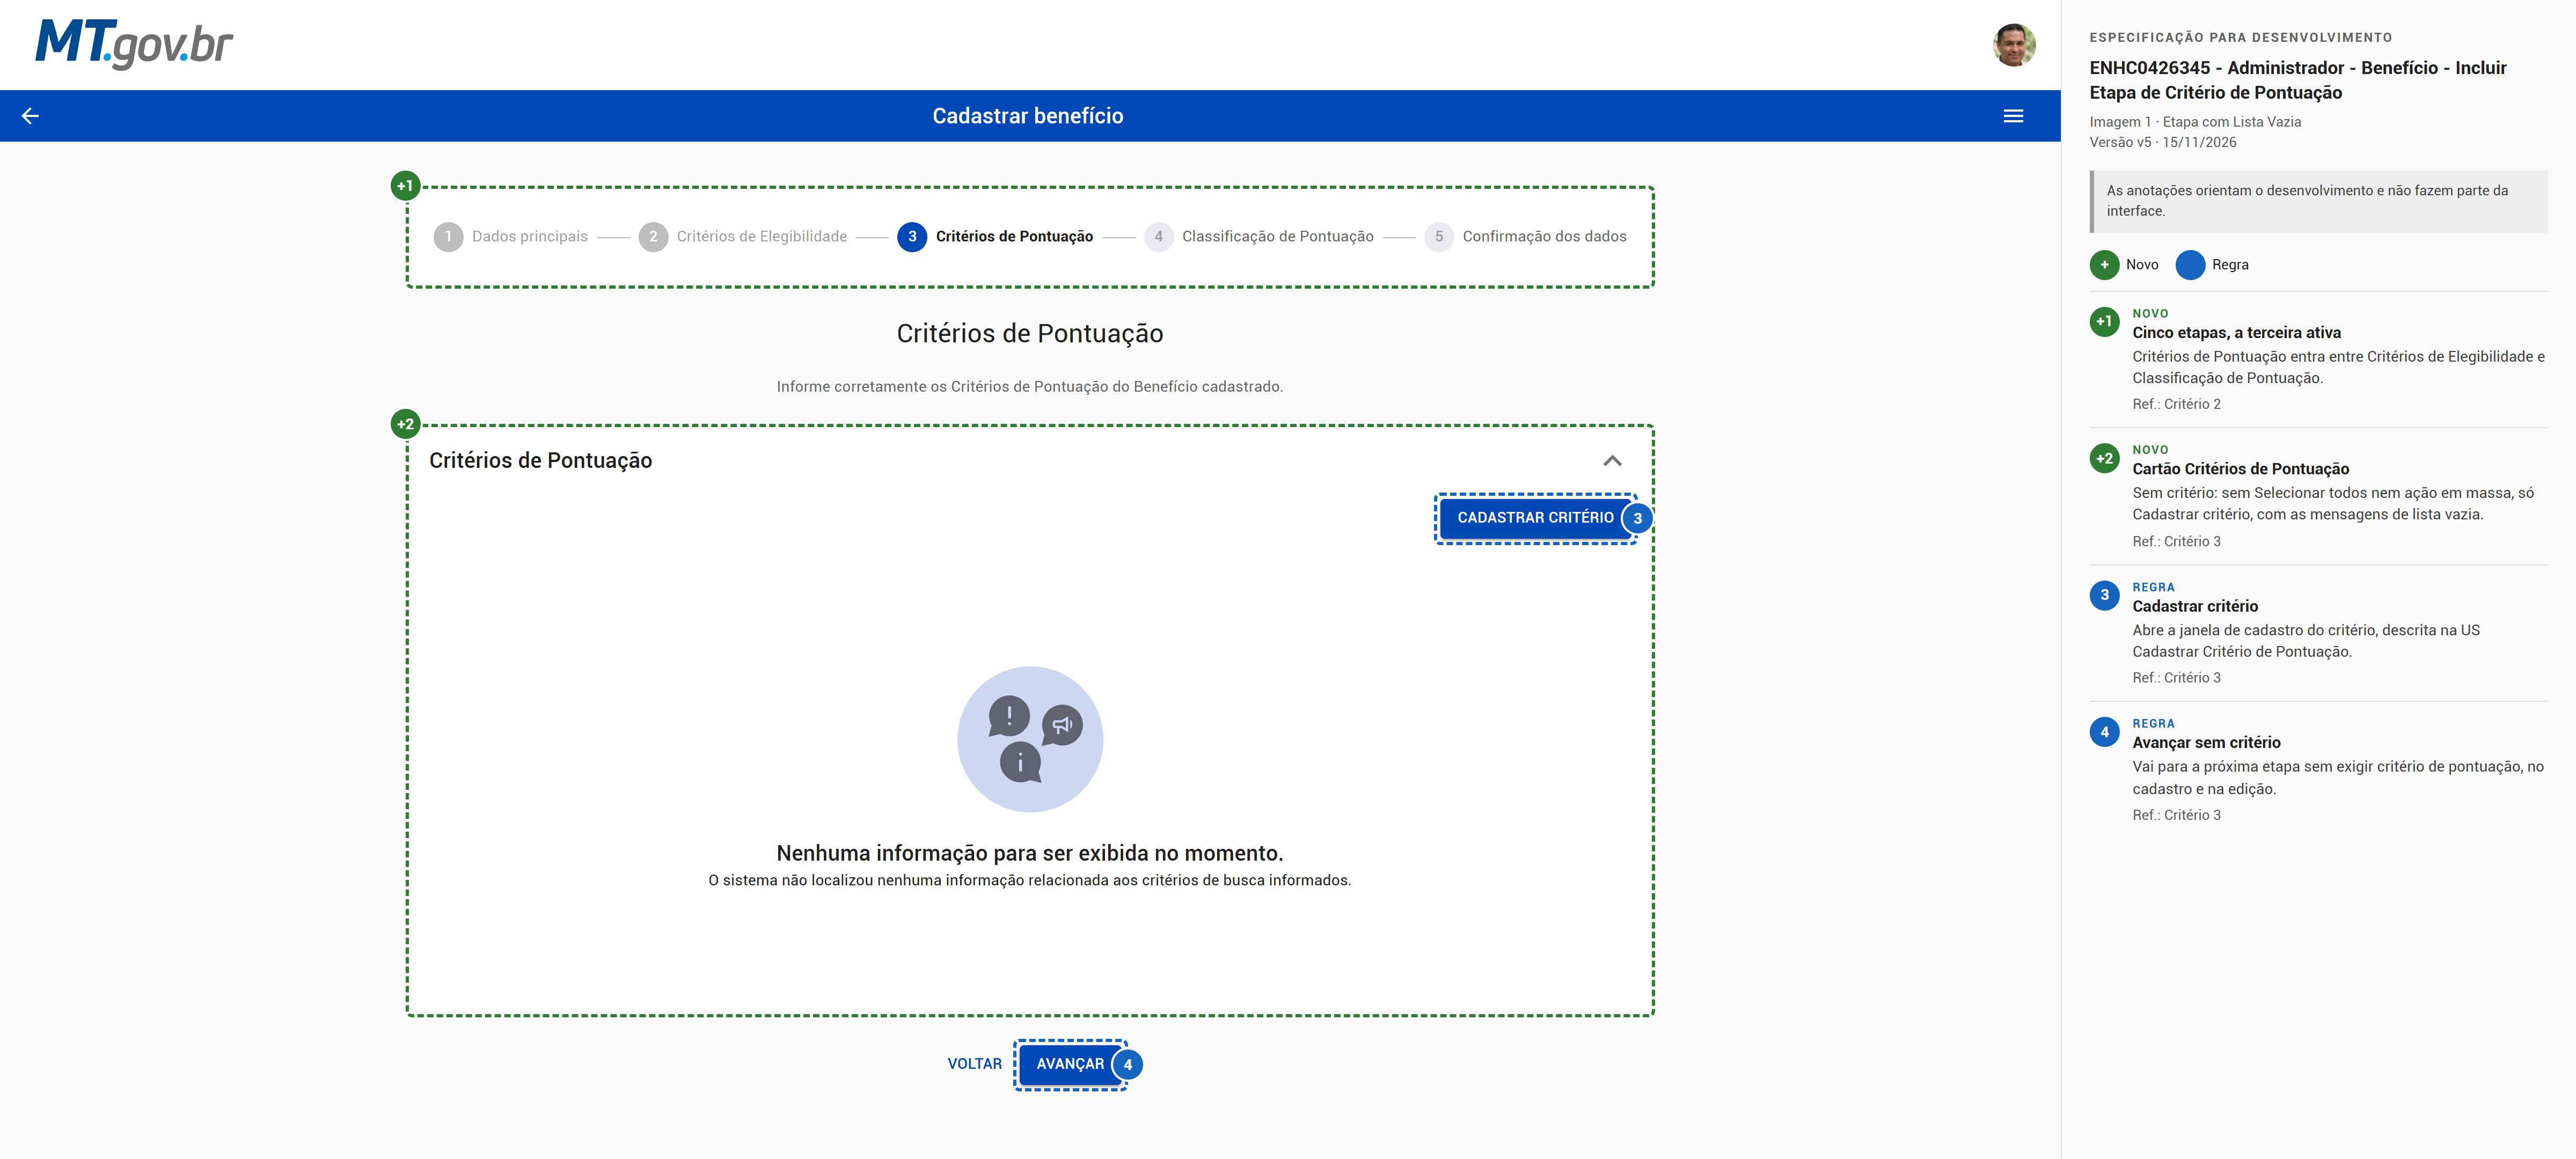 MT.gov.br
Cadastrar benefício
+1
1 Dados principais 2 Critérios de Elegibilidade 3 Critérios de Pontuação 4 Classificação de Pontuação 5 Confirmação dos dados
Critérios de Pontuação
Informe corretamente os Critérios de Pontuação do Benefício cadastrado.
+2
Critérios de Pontuação
CADASTRAR CRITÉRIO 3
Nenhuma informação para ser exibida no momento.
O sistema não localizou nenhuma informação relacionada aos critérios de busca informados.
VOLTAR AVANÇAR 4
ESPECIFICAÇÃO PARA DESENVOLVIMENTO
ENHC0426345 - Administrador - Benefício - Incluir
Etapa de Critério de Pontuação
Imagem 1 · Etapa com Lista Vazia
Versão v5 · 15/11/2026
As anotações orientam o desenvolvimento e não fazem parte da
interface.
+ Novo Regra
+1 NOVO
Cinco etapas, a terceira ativa
Critérios de Pontuação entra entre Critérios de Elegibilidade e
Classificação de Pontuação.
Ref.: Critério 2
+2 NOVO
Cartão Critérios de Pontuação
Sem critério: sem Selecionar todos nem ação em massa, só
Cadastrar critério, com as mensagens de lista vazia.
Ref.: Critério 3
3 REGRA
Cadastrar critério
Abre a janela de cadastro do critério, descrita na US
Cadastrar Critério de Pontuação.
Ref.: Critério 3
4 REGRA
Avançar sem critério
Vai para a próxima etapa sem exigir critério de pontuação, no
cadastro e na edição.
Ref.: Critério 3